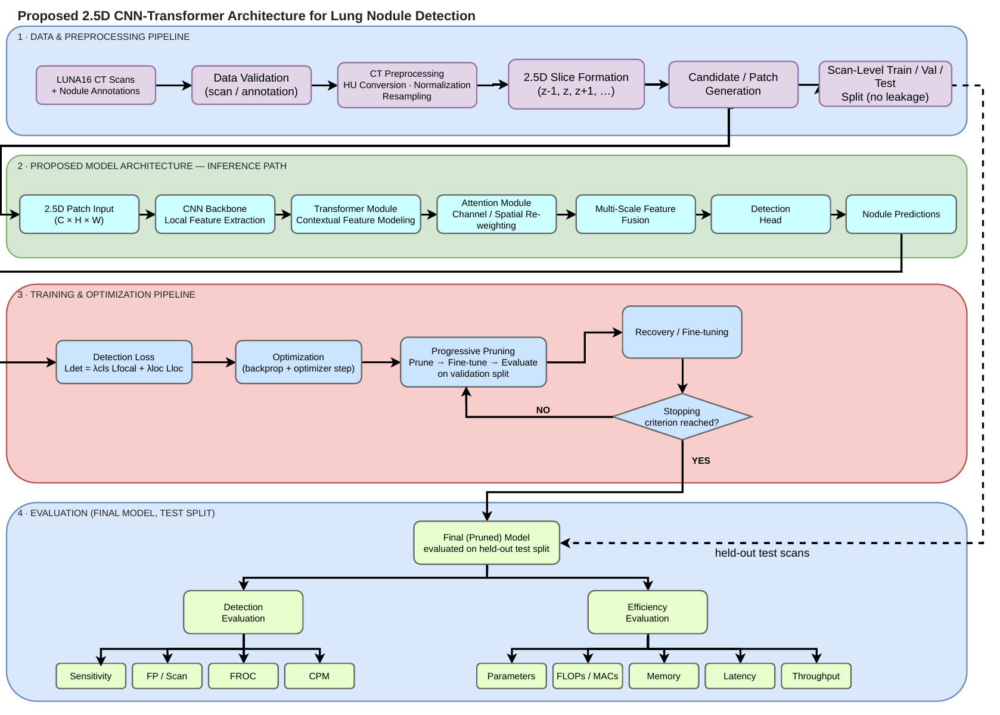 Proposed 2.5D CNN-Transformer Architecture for Lung Nodule Detection
1 · DATA & PREPROCESSING PIPELINE
LUNA16 CT Scans
+ Nodule Annotations
Data Validation
(scan / annotation)
CT Preprocessing
HU Conversion · Normalization
Resampling
2.5D Slice Formation
(z-1, z, z+1, …)
Candidate / Patch
Generation
Scan-Level Train / Val /
Test
Split (no leakage)
2 · PROPOSED MODEL ARCHITECTURE — INFERENCE PATH
2.5D Patch Input
(C × H × W)
CNN Backbone
Local Feature Extraction
Transformer Module
Contextual Feature Modeling
Attention Module
Channel / Spatial Re-
weighting
Multi-Scale Feature
Fusion
Detection
Head
Nodule Predictions
3 · TRAINING & OPTIMIZATION PIPELINE
Detection Loss
Ldet = λcls Lfocal + λloc Lloc
Optimization
(backprop + optimizer step)
Progressive Pruning
Prune → Fine-tune → Evaluate
on validation split
Recovery / Fine-tuning
Stopping
criterion reached?
NO
YES
4 · EVALUATION (FINAL MODEL, TEST SPLIT)
Final (Pruned) Model
evaluated on held-out test split
held-out test scans
Detection
Evaluation
Efficiency
Evaluation
Sensitivity
FP / Scan
FROC
CPM
Parameters
FLOPs / MACs
Memory
Latency
Throughput